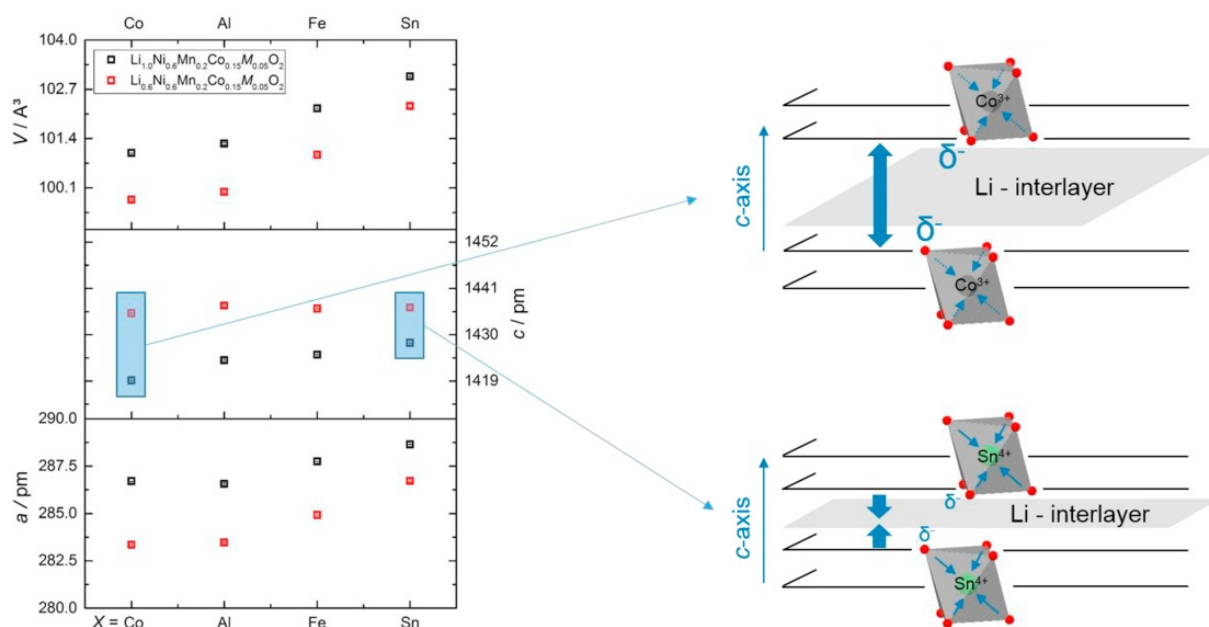 Co Al Fe Sn
Li1.0Ni0.6Mn0.2Co0.15M0.05O2
Li0.6Ni0.6Mn0.2Co0.15M0.05O2
V / A³
104.0
102.7
101.4
100.1
c / pm
1452
1441
1430
1419
a / pm
290.0
287.5
285.0
282.5
280.0
X = Co Al Fe Sn
c-axis
Co3+
δ-
Li - interlayer
δ-
Co3+
c-axis
Sn4+
δ-
Li - interlayer
δ-
Sn4+